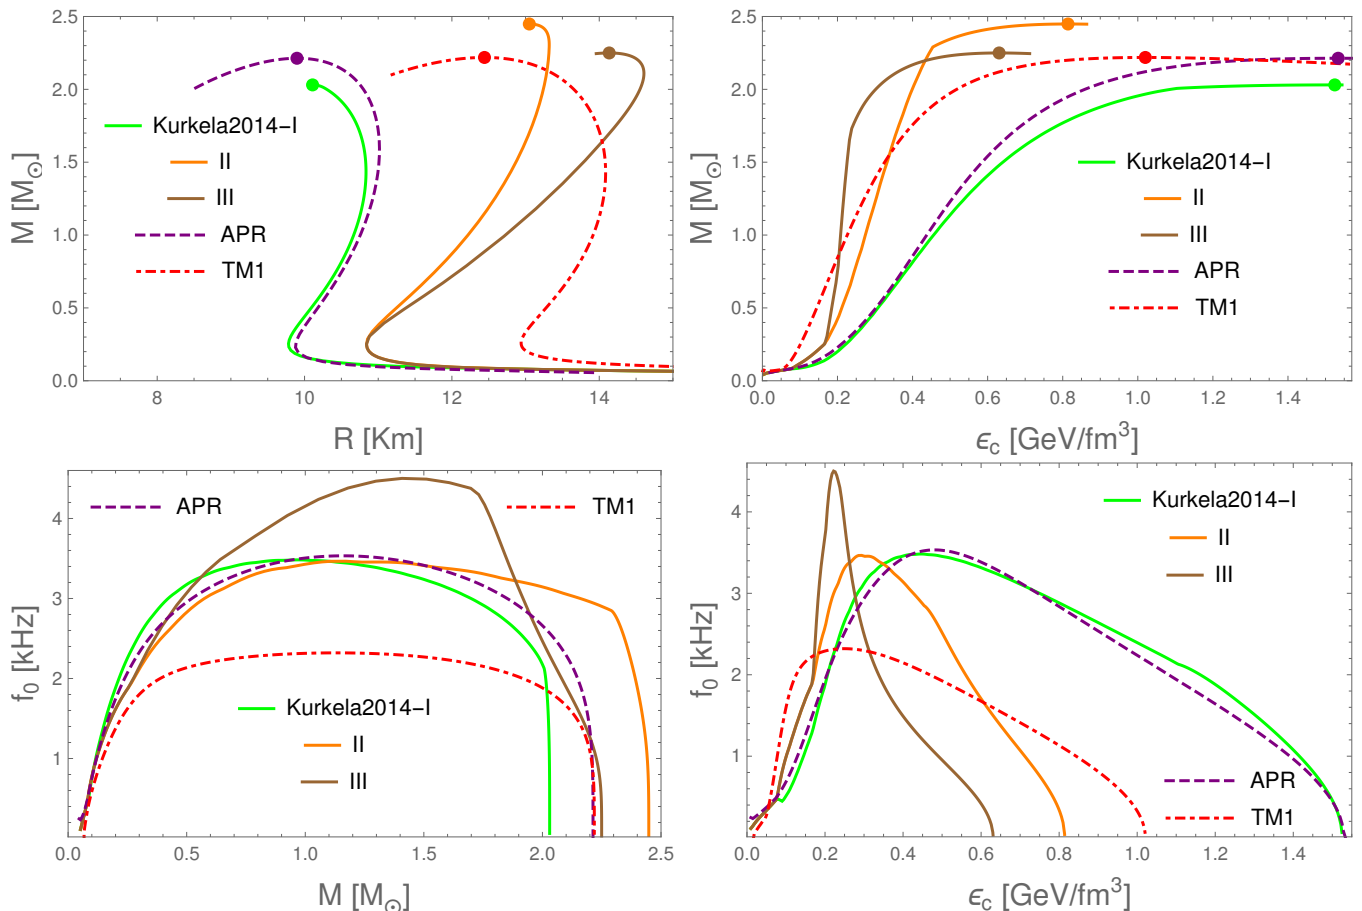 2.5
2.0
1.5
1.0
0.5
0.0
M [M⊙]
Kurkela2014-I
II
III
APR
TM1
8
10
12
14
R [Km]
2.5
2.0
1.5
1.0
0.5
0.0
M [M⊙]
Kurkela2014-I
II
III
APR
TM1
0.0
0.2
0.4
0.6
0.8
1.0
1.2
1.4
ϵc [GeV/fm³]
APR
TM1
4
3
2
1
f₀ [kHz]
Kurkela2014-I
II
III
0.0
0.5
1.0
1.5
2.0
2.5
M [M⊙]
4
3
2
1
f₀ [kHz]
Kurkela2014-I
II
III
APR
TM1
0.0
0.2
0.4
0.6
0.8
1.0
1.2
1.4
ϵc [GeV/fm³]